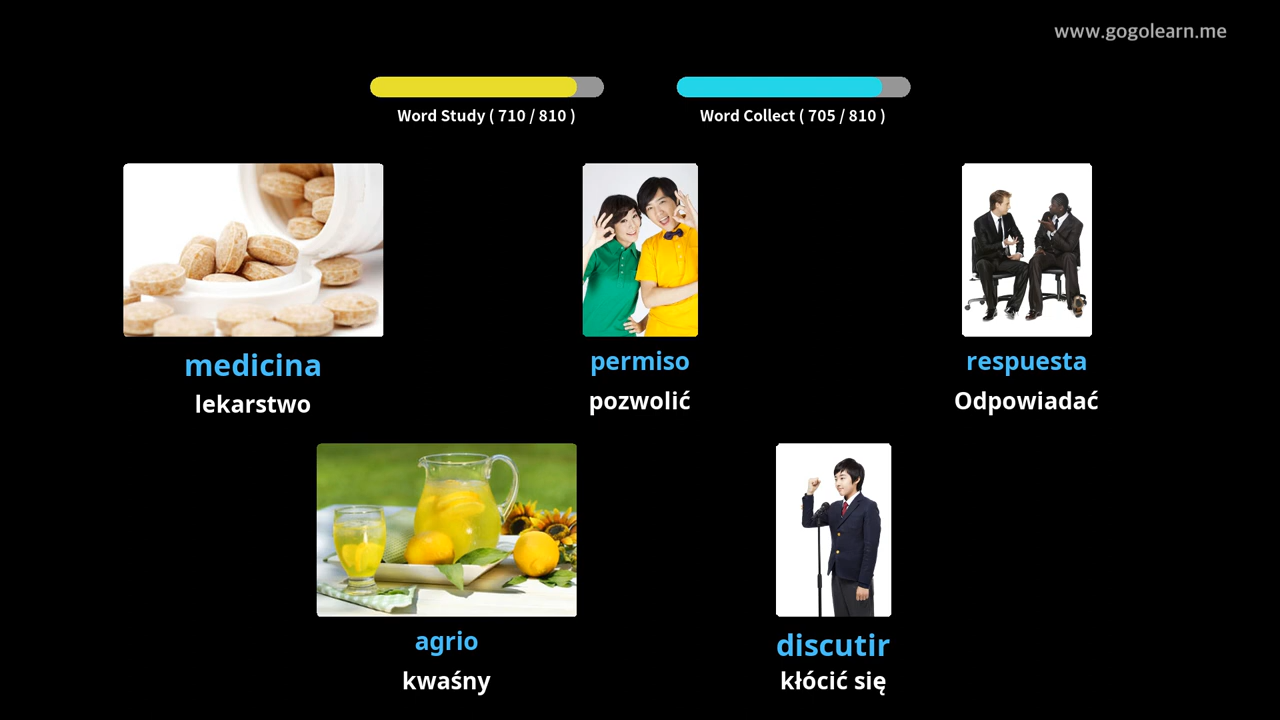 www.gogolearn.me
Word Study ( 710 / 810 )
Word Collect ( 705 / 810 )
medicina
lekarstwo
permiso
pozwolić
respuesta
Odpowiadać
agrio
kwaśny
discutir
kłócić się